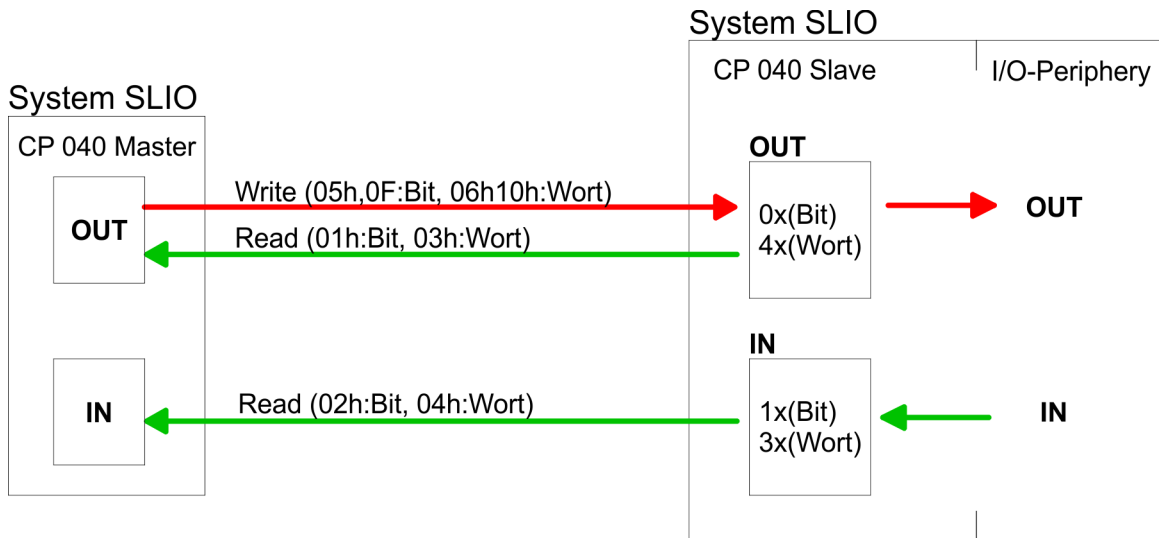 System SLIO
CP 040 Slave
I/O-Periphery
System SLIO
CP 040 Master
OUT
Write (05h,0F:Bit, 06h10h:Wort)
OUT
Read (01h:Bit, 03h:Wort)
0x(Bit)
4x(Wort)
OUT
IN
IN
Read (02h:Bit, 04h:Wort)
1x(Bit)
3x(Wort)
IN